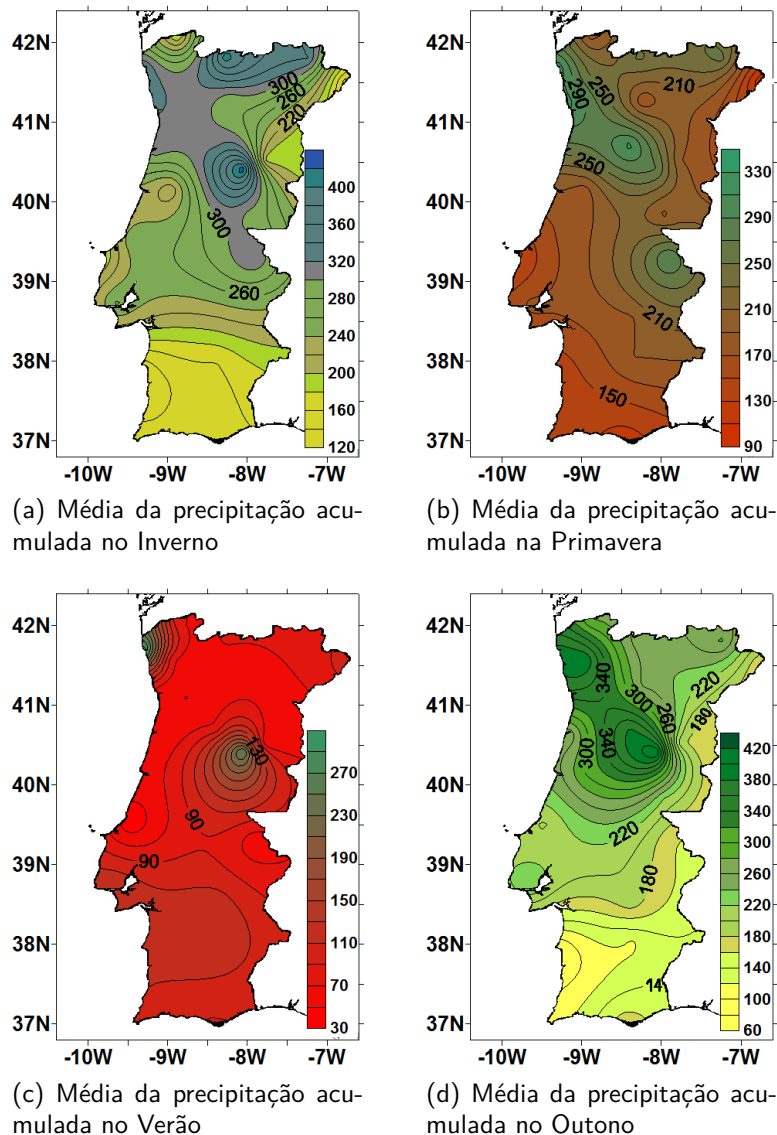 42N
41N
40N
39N
38N
37N
-10W -9W -8W -7W
300
260
220
300
260
400
360
320
280
240
200
160
120
(a) Média da precipitação acu-
mulada no Inverno
42N
41N
40N
39N
38N
37N
-10W -9W -8W -7W
290
250
210
250
210
150
330
290
250
210
170
130
90
(b) Média da precipitação acu-
mulada na Primavera
42N
41N
40N
39N
38N
37N
-10W -9W -8W -7W
130
90
90
270
230
190
150
110
70
30
(c) Média da precipitação acu-
mulada no Verão
42N
41N
40N
39N
38N
37N
-10W -9W -8W -7W
340
300
260
220
180
300
340
220
180
14
420
380
340
300
260
220
180
140
100
60
(d) Média da precipitação acu-
mulada no Outono